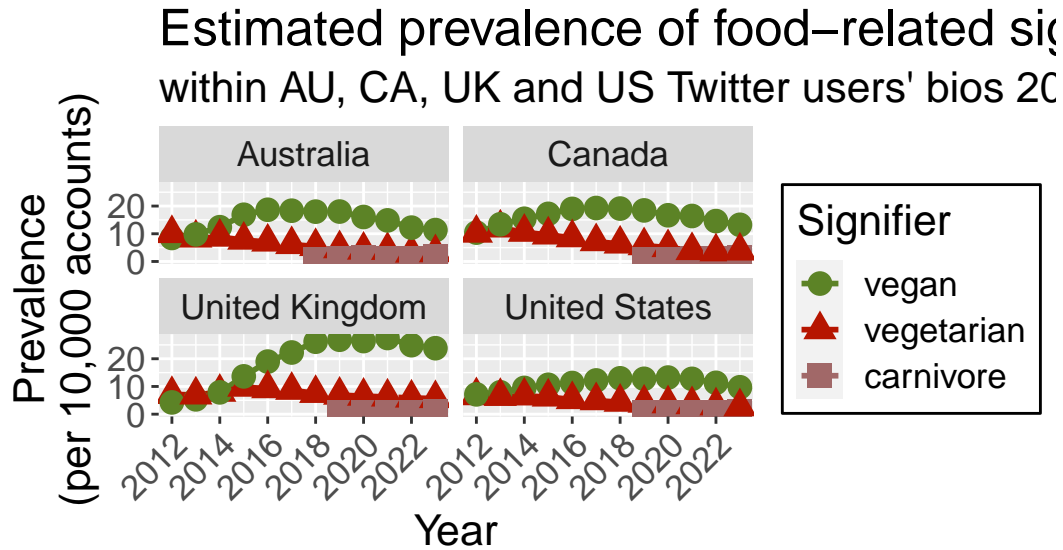 Estimated prevalence of food–related sig
within AU, CA, UK and US Twitter users' bios 20
Prevalence
(per 10,000 accounts)
Australia
Canada
20
10
0
United Kingdom
United States
20
10
0
2012
2014
2016
2018
2020
2022
2012
2014
2016
2018
2020
2022
Year
Signifier
vegan
vegetarian
carnivore